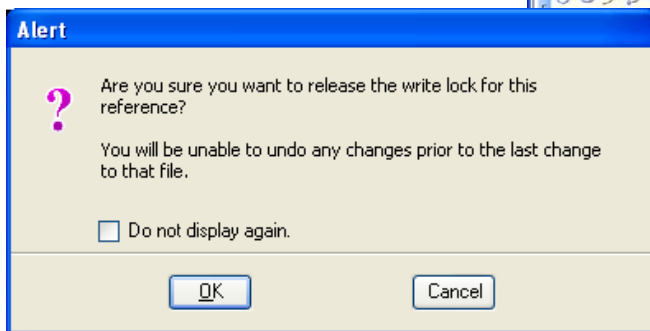 Alert
Are you sure you want to release the write lock for this
reference?
You will be unable to undo any changes prior to the last change
to that file.
Do not display again.
OK
Cancel